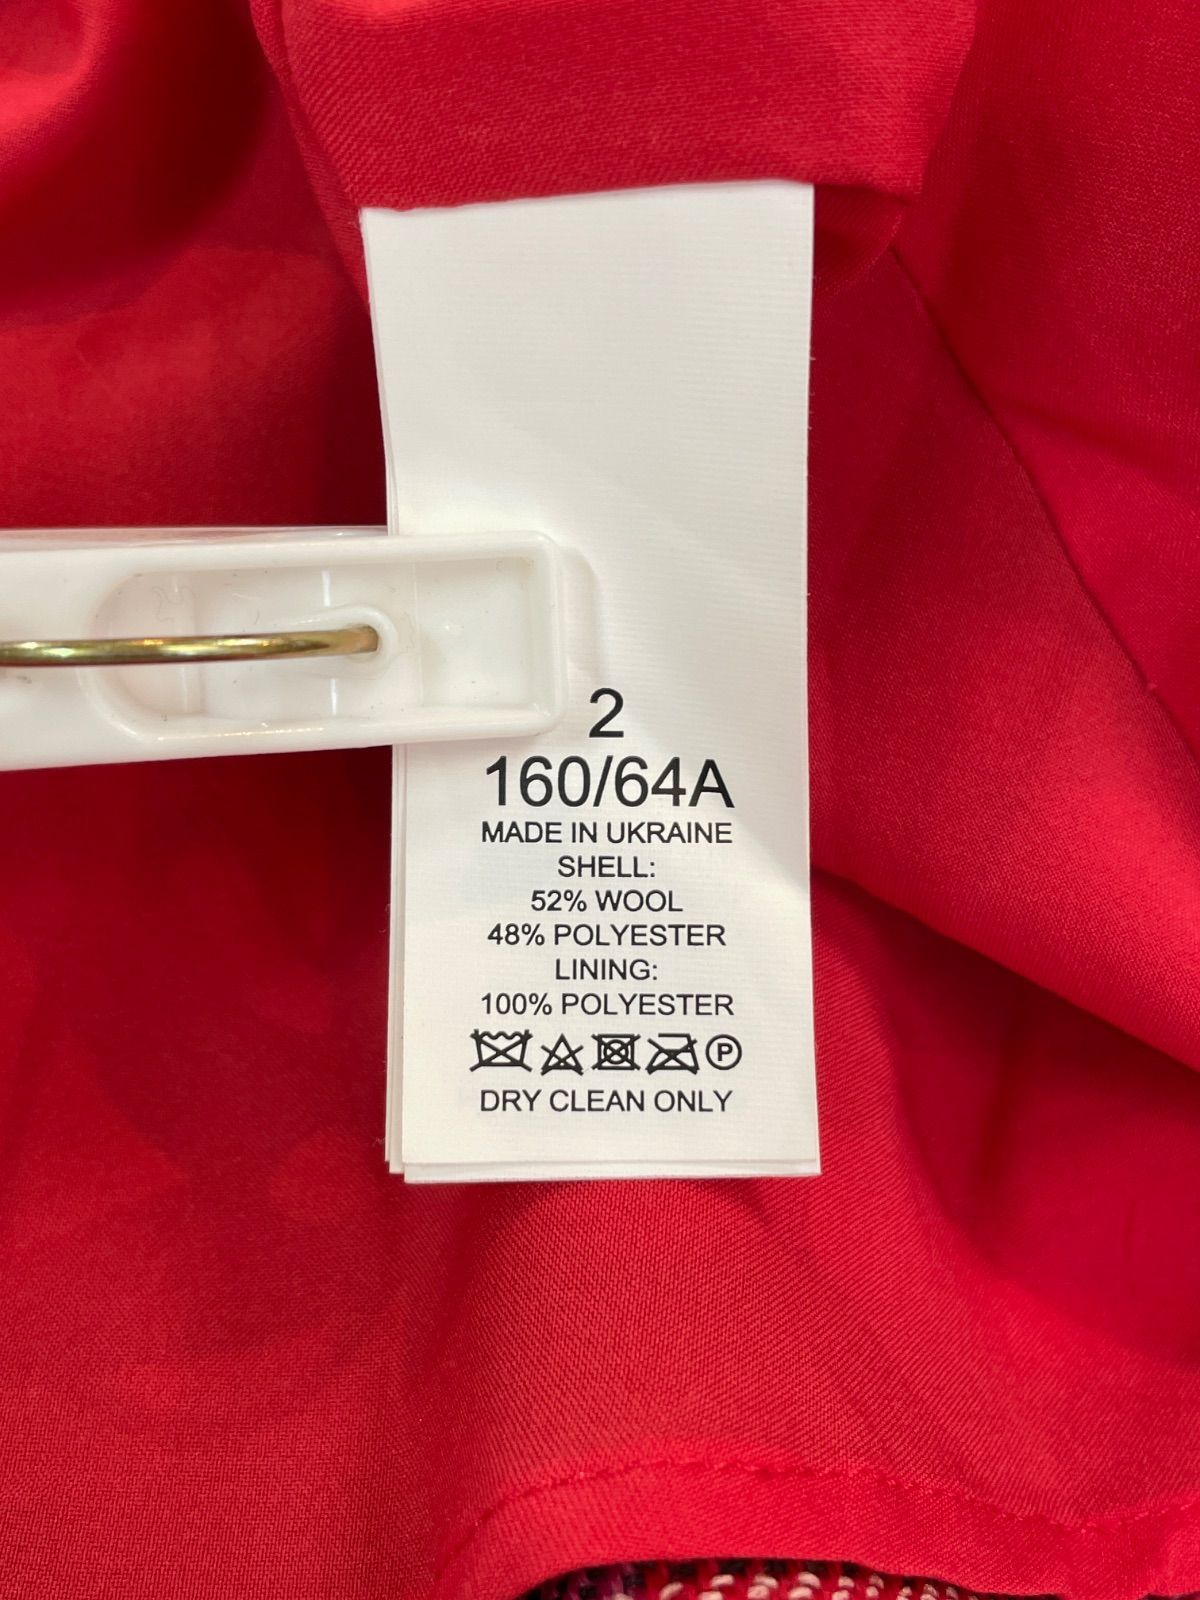 2
160/64A
MADE IN UKRAINE
SHELL:
52% WOOL
48% POLYESTER
LINING:
100% POLYESTER
P
DRY CLEAN ONLY